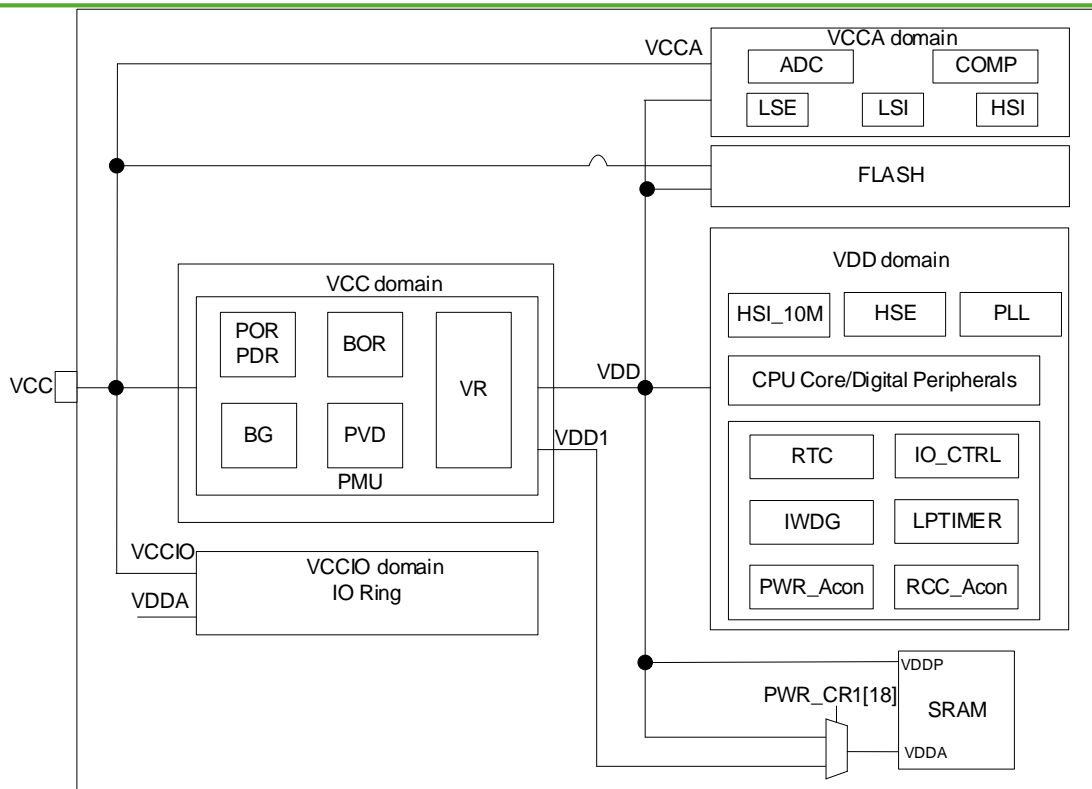 VCCA domain
VCCA
ADC
COMP
LSE
LSI
HSI
FLASH
VCC domain
POR
PDR
BOR
VR
BG
PVD
PMU
VCC
VDD
VDD1
VDD domain
HSI_10M
HSE
PLL
CPU Core/Digital Peripherals
RTC
IO_CTRL
IWDG
LPTIMER
PWR_Acon
RCC_Acon
VCCIO
VCCIO domain
IO Ring
VDDA
VDDP
PWR_CR1[18]
SRAM
VDDA